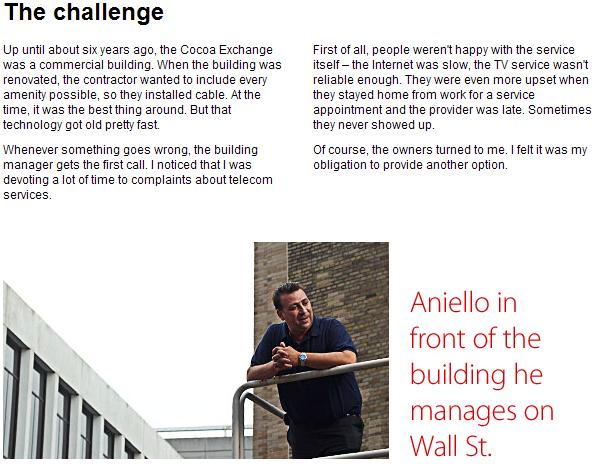 The challenge
Up until about six years ago, the Cocoa Exchange
was a commercial building. When the building was
renovated, the contractor wanted to include every
amenity possible, so they installed cable. At the
time, it was the best thing around. But that
technology got old pretty fast.
Whenever something goes wrong, the building
manager gets the first call. I noticed that I was
devoting a lot of time to complaints about telecom
services.
First of all, people weren't happy with the service
itself – the Internet was slow, the TV service wasn't
reliable enough. They were even more upset when
they stayed home from work for a service
appointment and the provider was late. Sometimes
they never showed up.
Of course, the owners turned to me. I felt it was my
obligation to provide another option.
Aniello in
front of the
building he
manages on
Wall St.